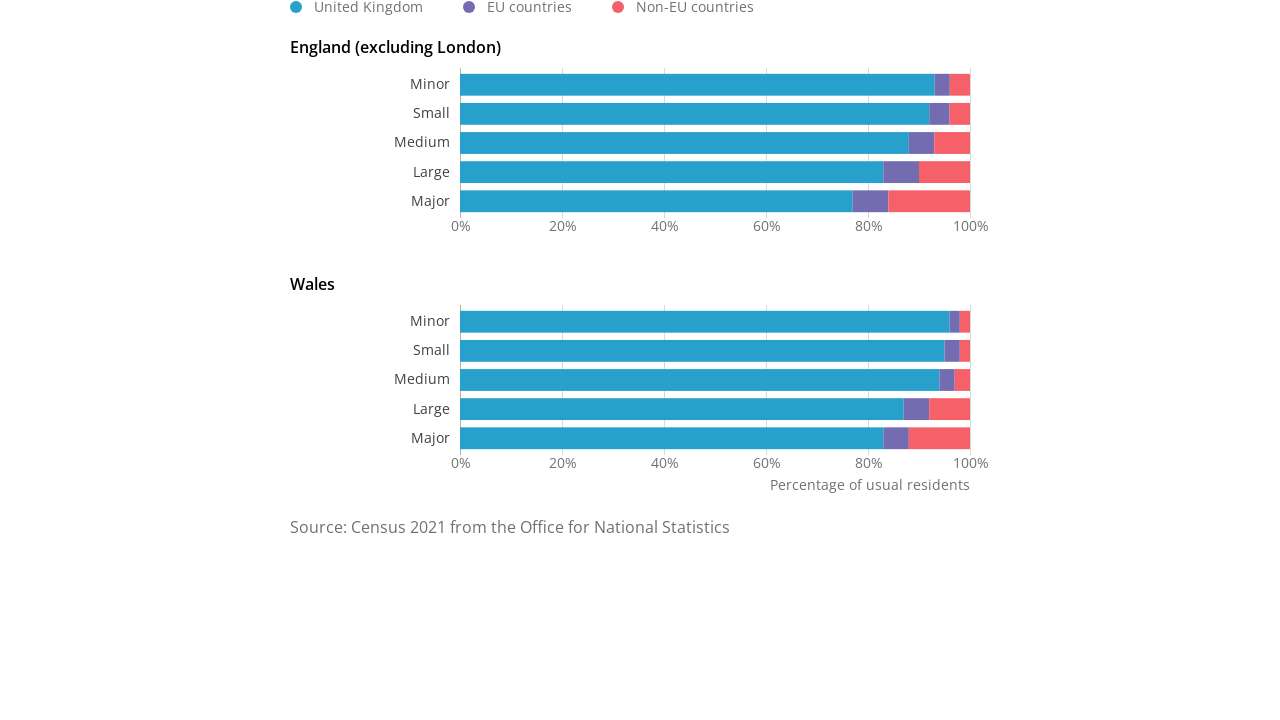 United Kingdom EU countries Non-EU countries
England (excluding London)
Minor
Small
Medium
Large
Major
0% 20% 40% 60% 80% 100%
Wales
Minor
Small
Medium
Large
Major
0% 20% 40% 60% 80% 100%
Percentage of usual residents
Source: Census 2021 from the Office for National Statistics